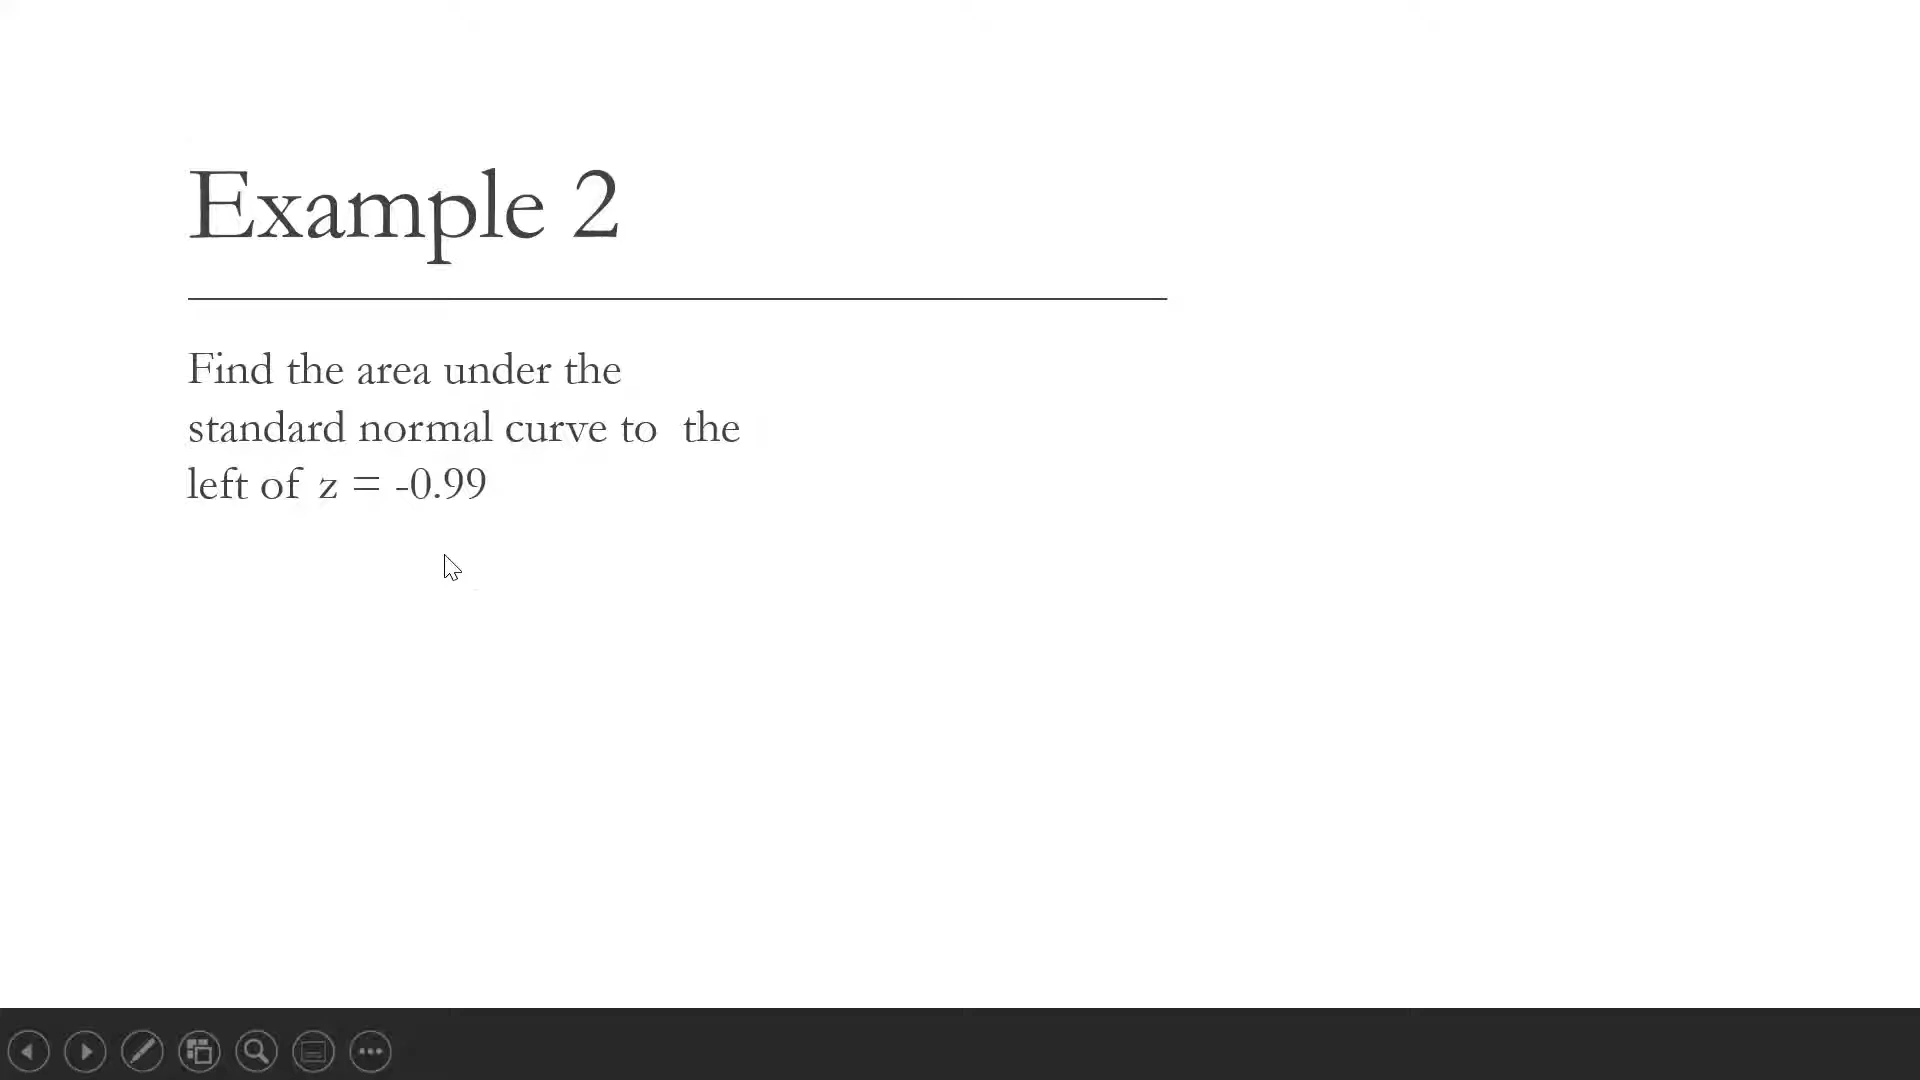 Example 2
Find the area under the
standard normal curve to  the
left of  z = -0.99